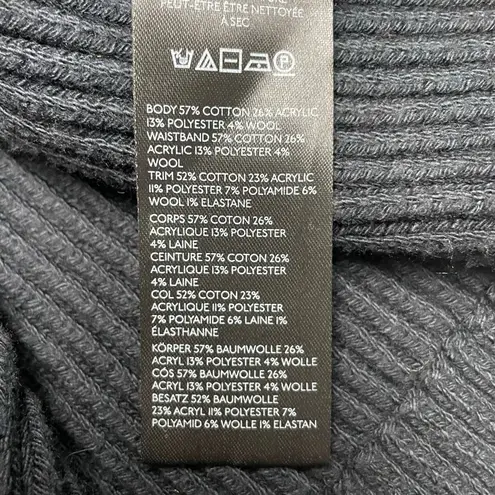 PEUT-ÊTRE ÊTRE NETTOYÉE
À SEC
BODY 57% COTTON 26% ACRYLIC
13% POLYESTER 4% WOOL
WAISTBAND 57% COTTON 26%
ACRYLIC 13% POLYESTER 4%
WOOL
TRIM 52% COTTON 23% ACRYLIC
11% POLYESTER 7% POLYAMIDE 6%
WOOL 1% ELASTANE
CORPS 57% COTON 26%
ACRYLIQUE 13% POLYESTER
4% LAINE
CEINTURE 57% COTON 26%
ACRYLIQUE 13% POLYESTER
4% LAINE
COL 52% COTON 23%
ACRYLIQUE 11% POLYESTER
7% POLYAMIDE 6% LAINE 1%
ÉLASTHANNE
KÖRPER 57% BAUMWOLLE 26%
ACRYL 13% POLYESTER 4% WOLLE
CÓS 57% BAUMWOLLE 26%
ACRYL 13% POLYESTER 4% WOLLE
BESATZ 52% BAUMWOLLE
23% ACRYL 11% POLYESTER 7%
POLYAMID 6% WOLLE 1% ELASTAN